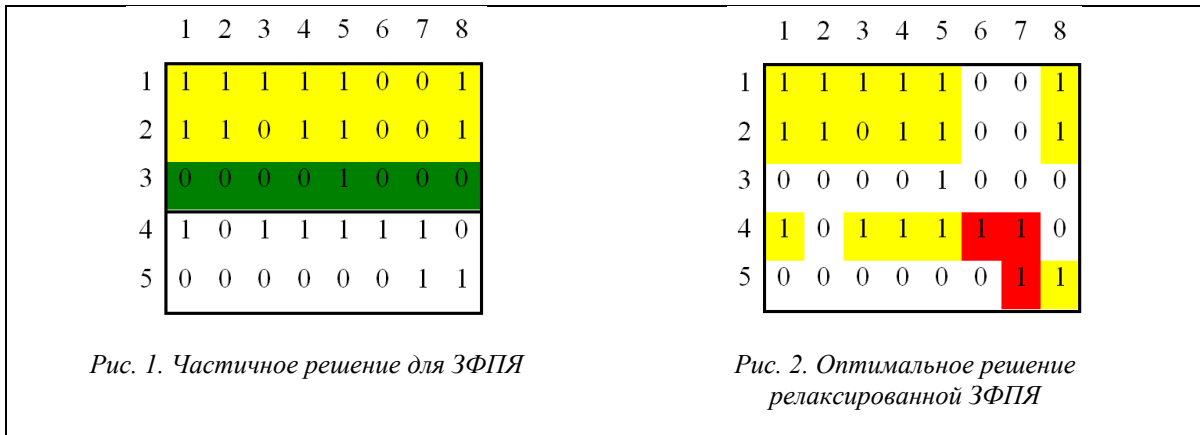 1 2 3 4 5 6 7 8
1 1 1 1 1 1 0 0 1
2 1 1 0 1 1 0 0 1
3 0 0 0 0 1 0 0 0
4 1 0 1 1 1 1 1 0
5 0 0 0 0 0 0 1 1
Рис. 1. Частичное решение для ЗФПЯ
1 2 3 4 5 6 7 8
1 1 1 1 1 1 0 0 1
2 1 1 0 1 1 0 0 1
3 0 0 0 0 1 0 0 0
4 1 0 1 1 1 1 1 0
5 0 0 0 0 0 0 1 1
Рис. 2. Оптимальное решение
релаксированной ЗФПЯ